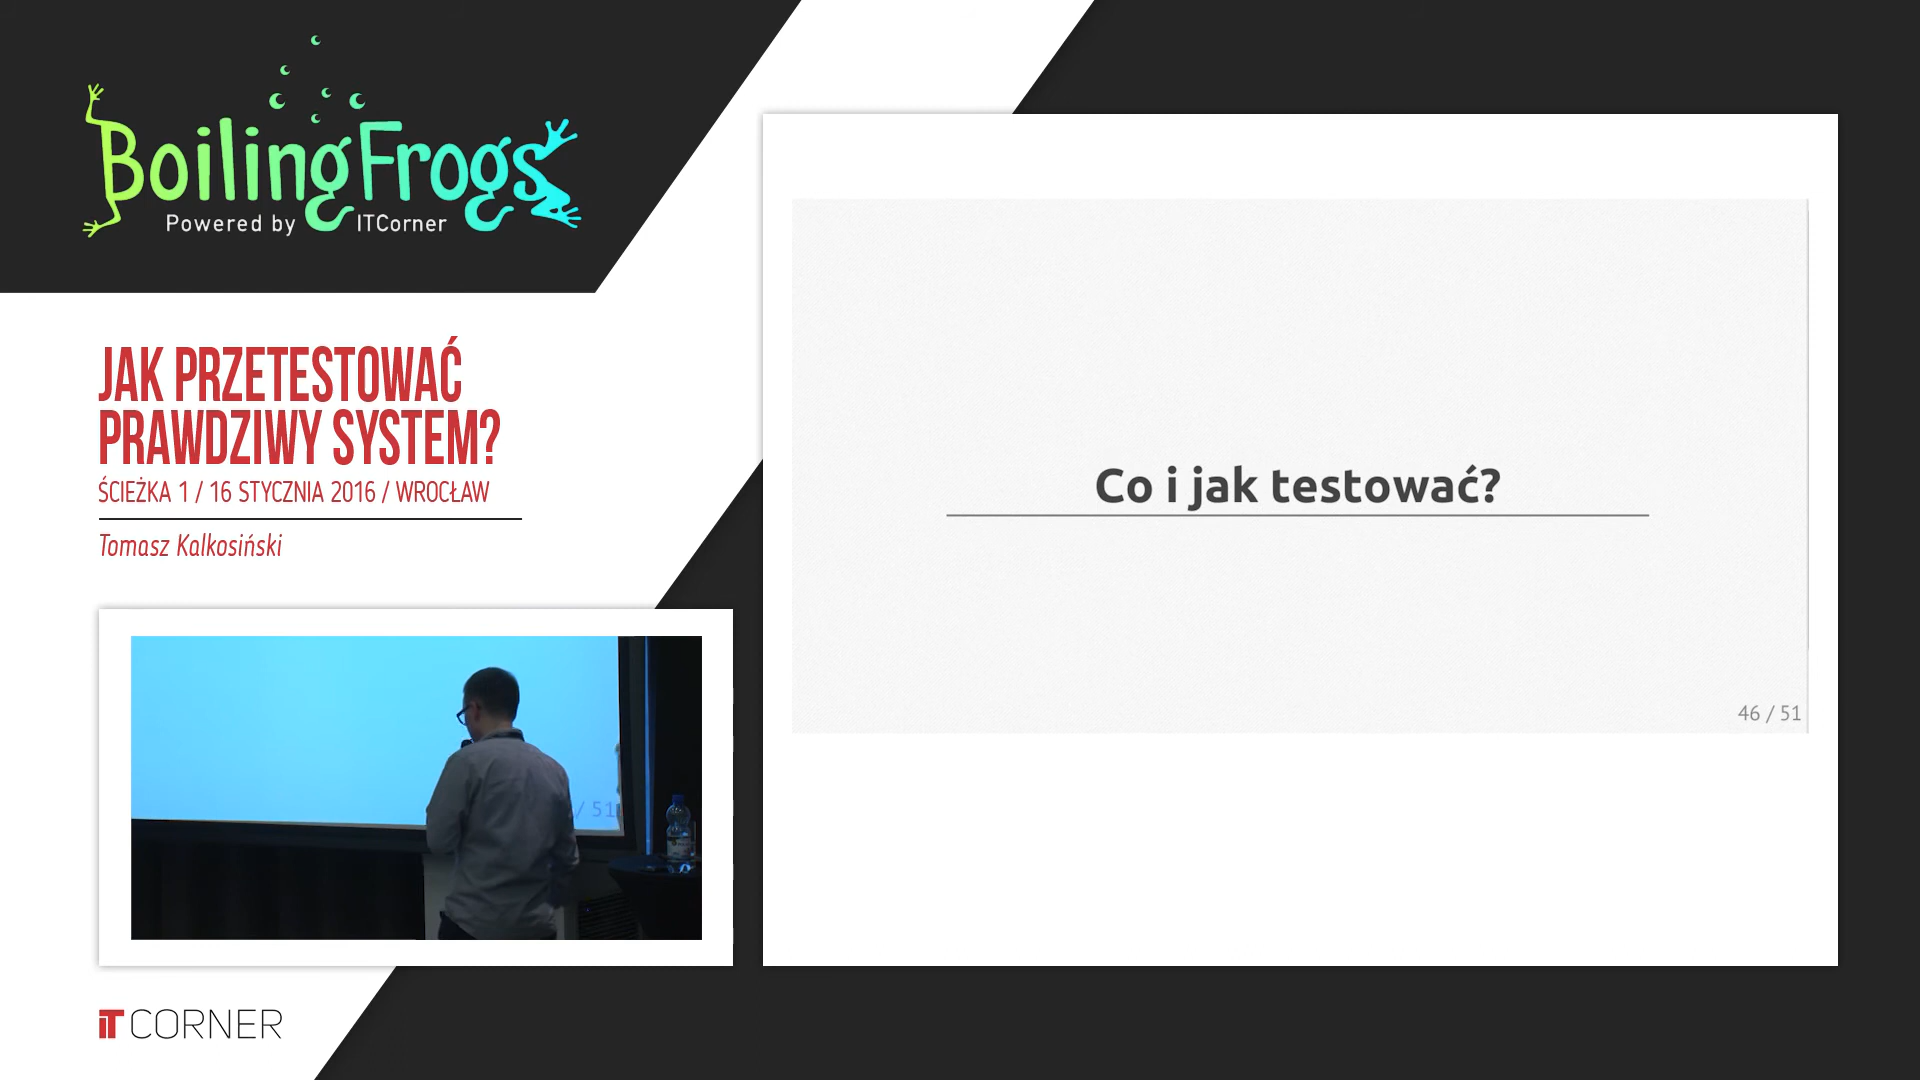 BoilingFrogs
Powered by ITCorner
JAK PRZETESTOWAĆ
PRAWDZIWY SYSTEM?
ŚCIEŻKA 1 / 16 STYCZNIA 2016 / WROCŁAW
Tomasz Kalkosiński
Co i jak testować?
46 / 51
/ 51
iT CORNER